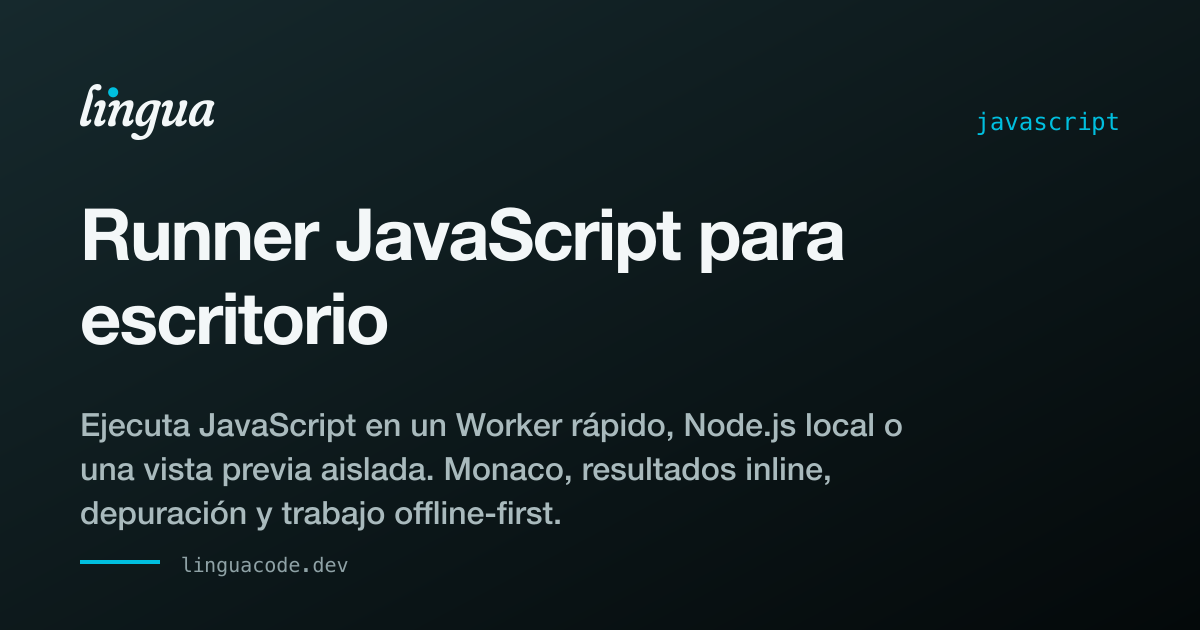 lingua
javascript
Runner JavaScript para
escritorio
Ejecuta JavaScript en un Worker rápido, Node.js local o
una vista previa aislada. Monaco, resultados inline,
depuración y trabajo offline-first.
linguacode.dev